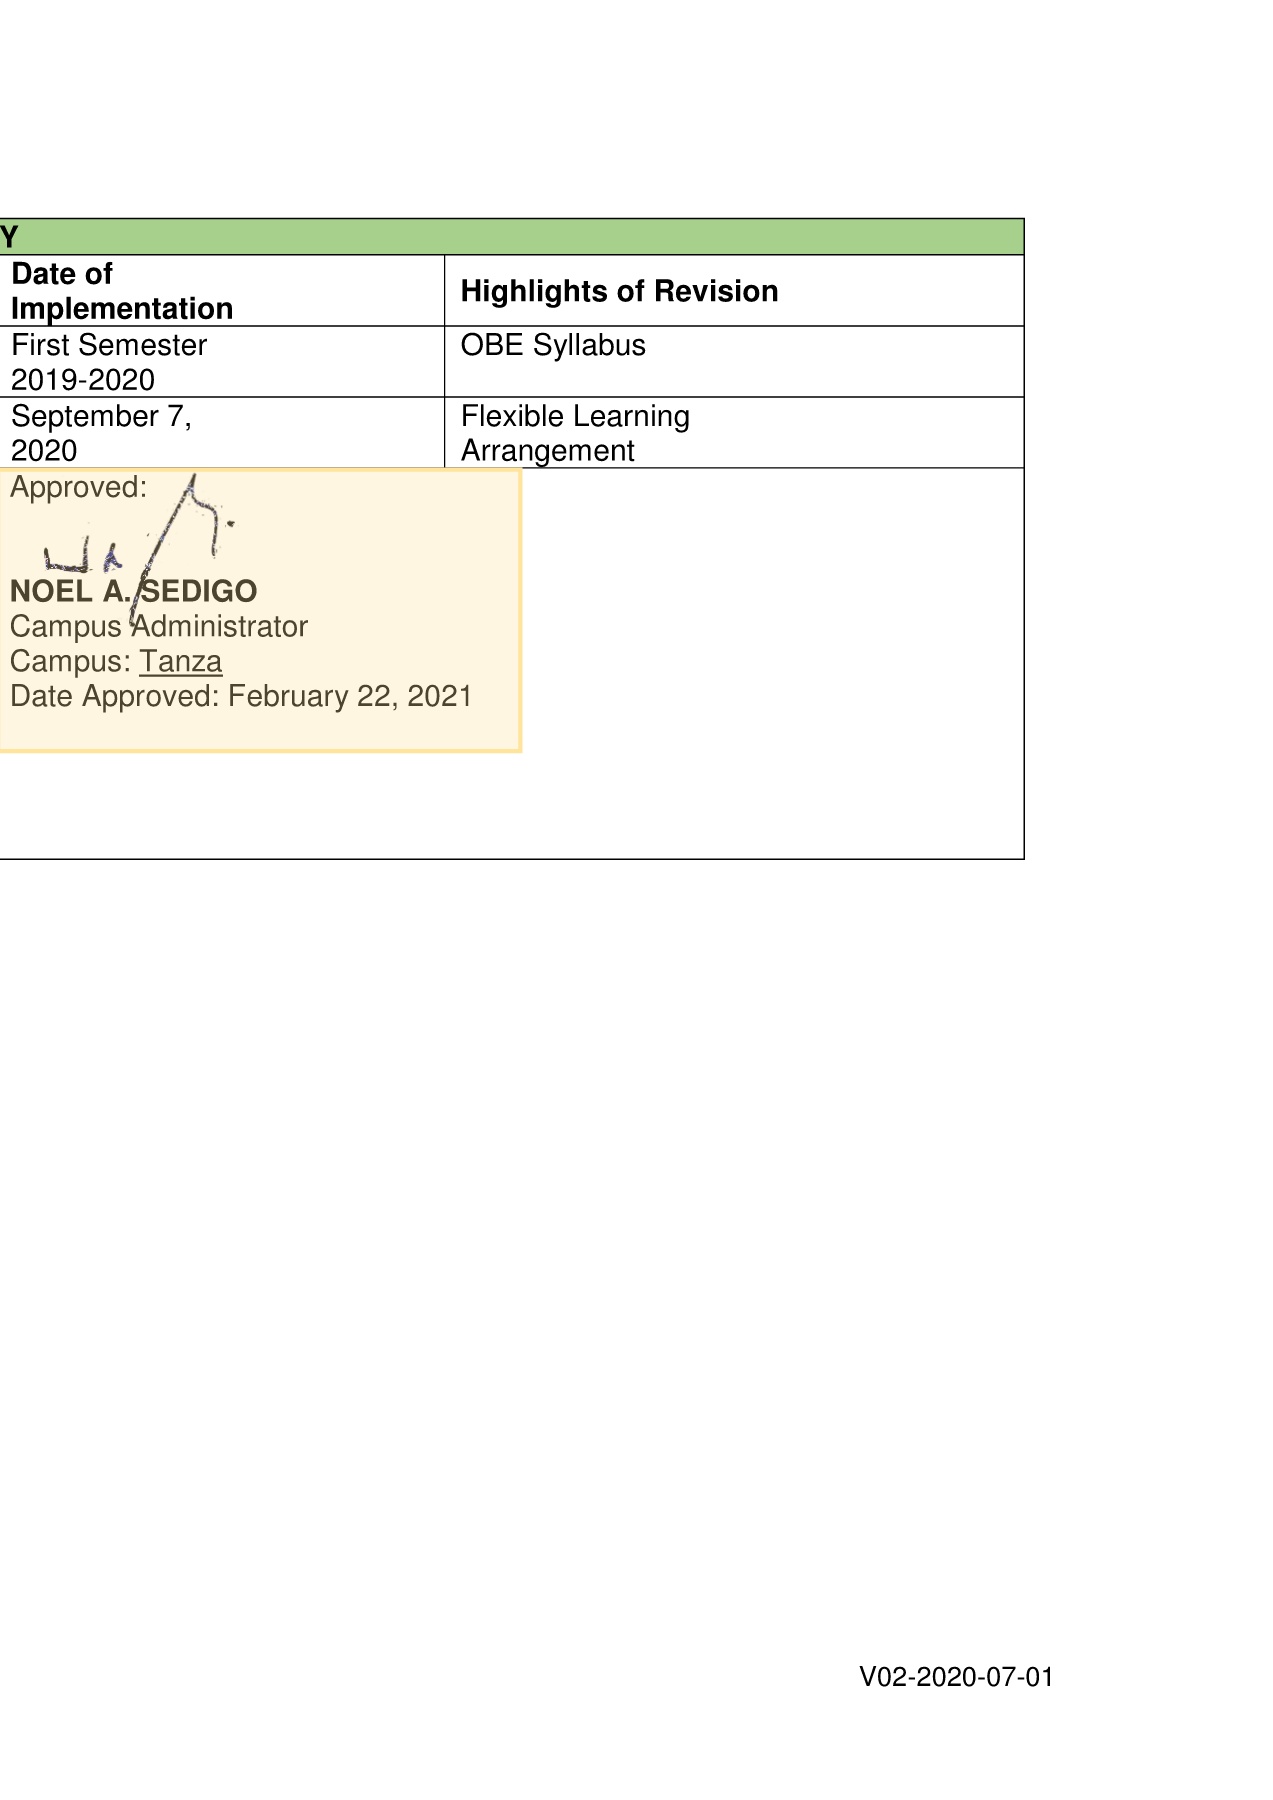 Y
Date of
Implementation
Highlights of Revision
First Semester
2019-2020
OBE Syllabus
September 7,
2020
Flexible Learning
Arrangement
Approved:
NOEL A. SEDIGO
Campus Administrator
Campus: Tanza
Date Approved: February 22, 2021
V02-2020-07-01